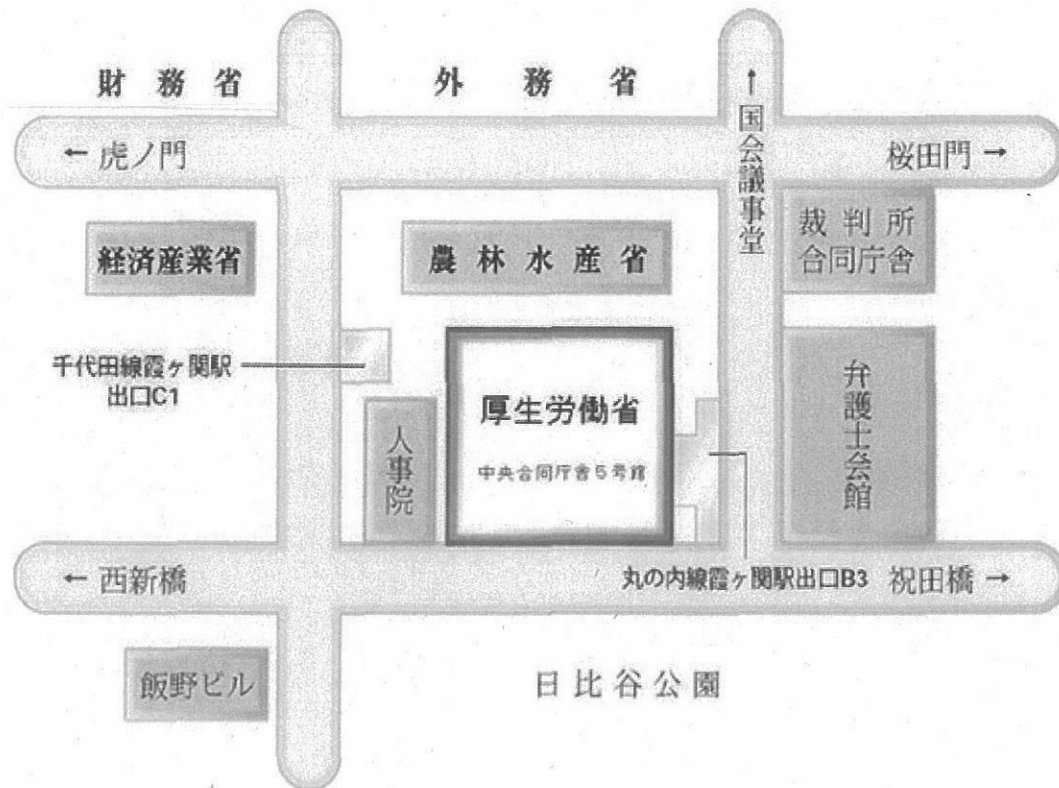 財務省
外務省
↑国会議事堂
← 虎ノ門
桜田門 →
経済産業省
農林水産省
裁判所
合同庁舎
千代田線霞ヶ関駅
出口C1
人事院
厚生労働省
中央合同庁舎5号館
弁護士会館
← 西新橋
丸の内線霞ヶ関駅出口B3
祝田橋 →
飯野ビル
日比谷公園